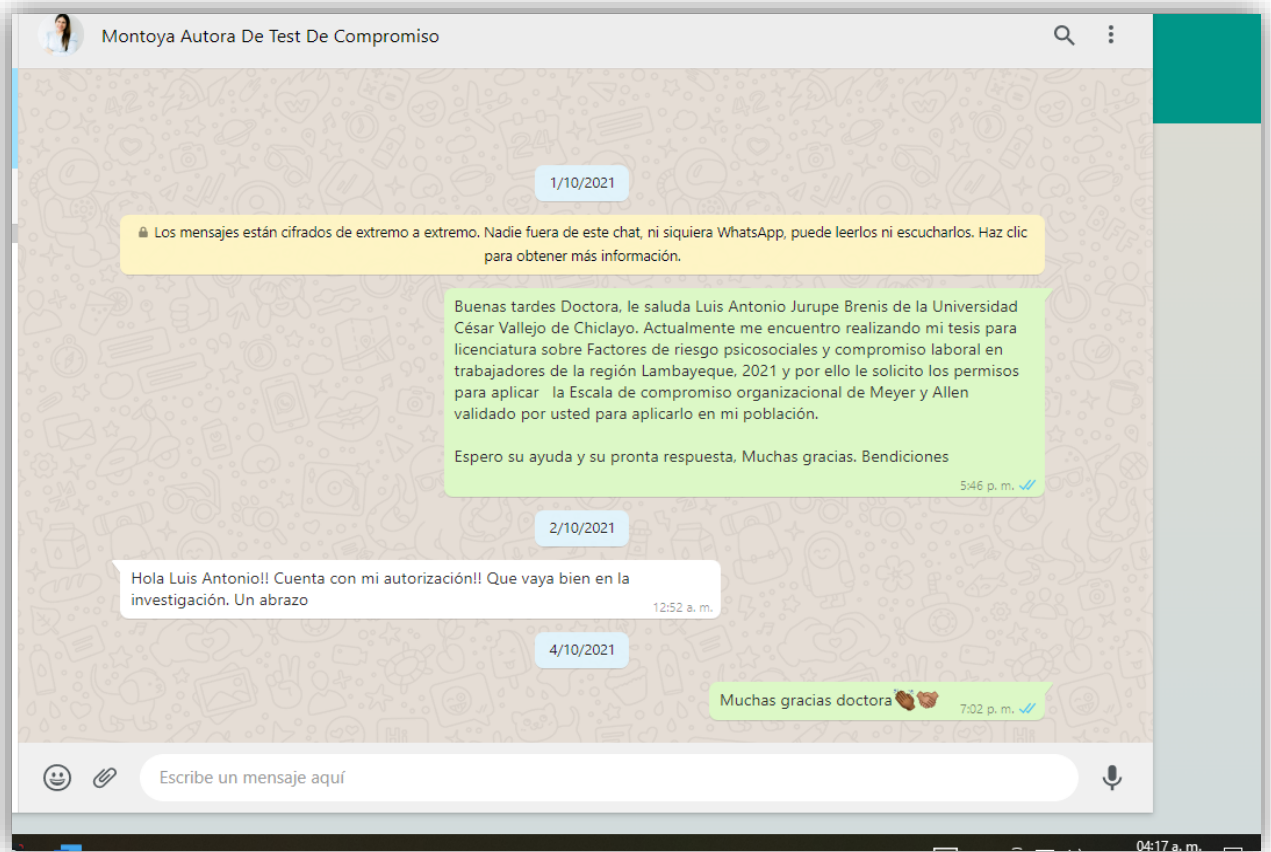 Montoya Autora De Test De Compromiso
1/10/2021
Los mensajes están cifrados de extremo a extremo. Nadie fuera de este chat, ni siquiera WhatsApp, puede leerlos ni escucharlos. Haz clic
para obtener más información.
Buenas tardes Doctora, le saluda Luis Antonio Jurupe Brenis de la Universidad
César Vallejo de Chiclayo. Actualmente me encuentro realizando mi tesis para
licenciatura sobre Factores de riesgo psicosociales y compromiso laboral en
trabajadores de la región Lambayeque, 2021 y por ello le solicito los permisos
para aplicar   la Escala de compromiso organizacional de Meyer y Allen
validado por usted para aplicarlo en mi población.
Espero su ayuda y su pronta respuesta, Muchas gracias. Bendiciones
5:46 p. m.
2/10/2021
Hola Luis Antonio!! Cuenta con mi autorización!! Que vaya bien en la
investigación. Un abrazo
12:52 a. m.
4/10/2021
Muchas gracias doctora👏🏾🤝🏽
7:02 p. m.
Escribe un mensaje aquí
04:17 a. m.